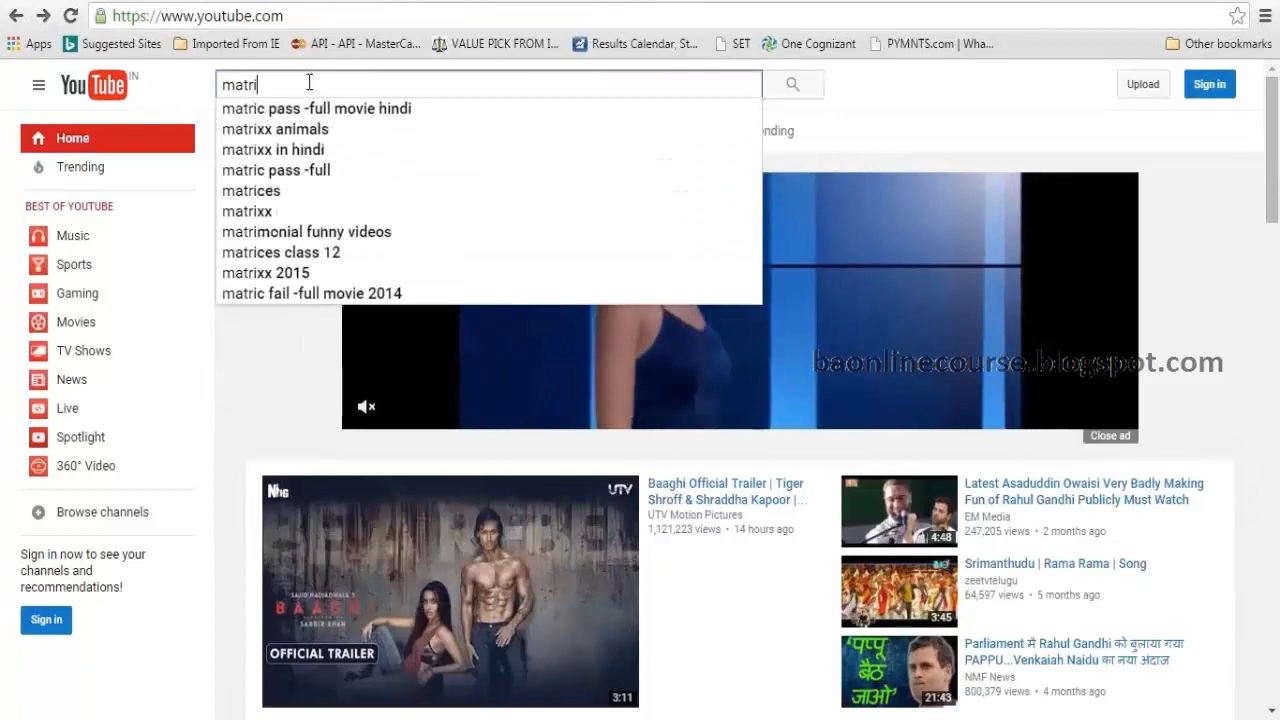 https://www.youtube.com
Apps Suggested Sites Imported From IE API - API - MasterCa... VALUE PICK FROM I... Results Calendar, St... SET One Cognizant PYMNTS.com | Wha... Other bookmarks
YouTube IN
matri
Upload
Sign in
matric pass -full movie hindi
matrixx animals
matrixx in hindi
matric pass -full
matrices
matrixx
matrimonial funny videos
matrices class 12
matrixx 2015
matric fail -full movie 2014
ending
Home
Trending
BEST OF YOUTUBE
Music
Sports
Gaming
Movies
TV Shows
News
Live
Spotlight
360° Video
Browse channels
Sign in now to see your
channels and
recommendations!
Sign in
baonlinecourse.blogspot.com
Close ad
UTV
BAAGHI
SABBIR KHAN
OFFICIAL TRAILER
3:11
Baaghi Official Trailer | Tiger
Shroff & Shraddha Kapoor |...
UTV Motion Pictures
1,121,223 views • 14 hours ago
4:48
Latest Asaduddin Owaisi Very Badly Making
Fun of Rahul Gandhi Publicly Must Watch
EM Media
247,205 views • 2 months ago
3:45
Srimanthudu | Rama Rama | Song
zeetvtelugu
64,597 views • 5 months ago
'पप्पू
बैठ
जाओ'
21:43
Parliament में Rahul Gandhi को बुलाया गया
PAPPU...Venkaiah Naidu का नया अंदाज
NMF News
800,379 views • 4 months ago